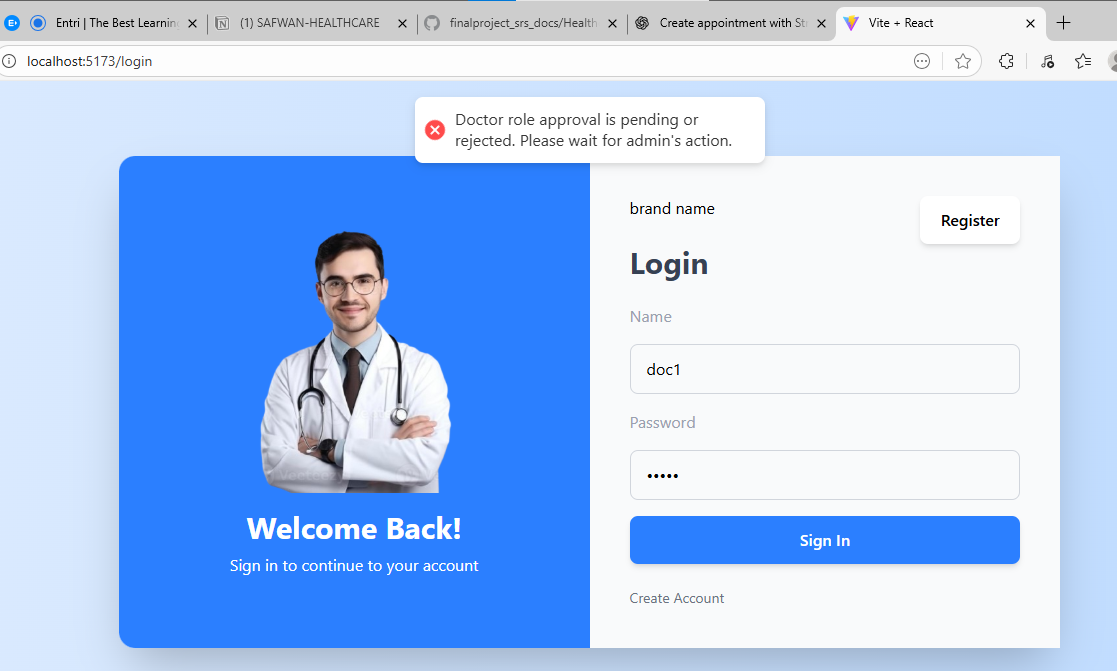 Entri | The Best Learnin
(1) SAFWAN-HEALTHCARE
finalproject_srs_docs/Health
Create appointment with Str
Vite + React
localhost:5173/login
Doctor role approval is pending or
rejected. Please wait for admin's action.
brand name
Register
Login
Name
doc1
Password
•••••
Sign In
Create Account
Welcome Back!
Sign in to continue to your account